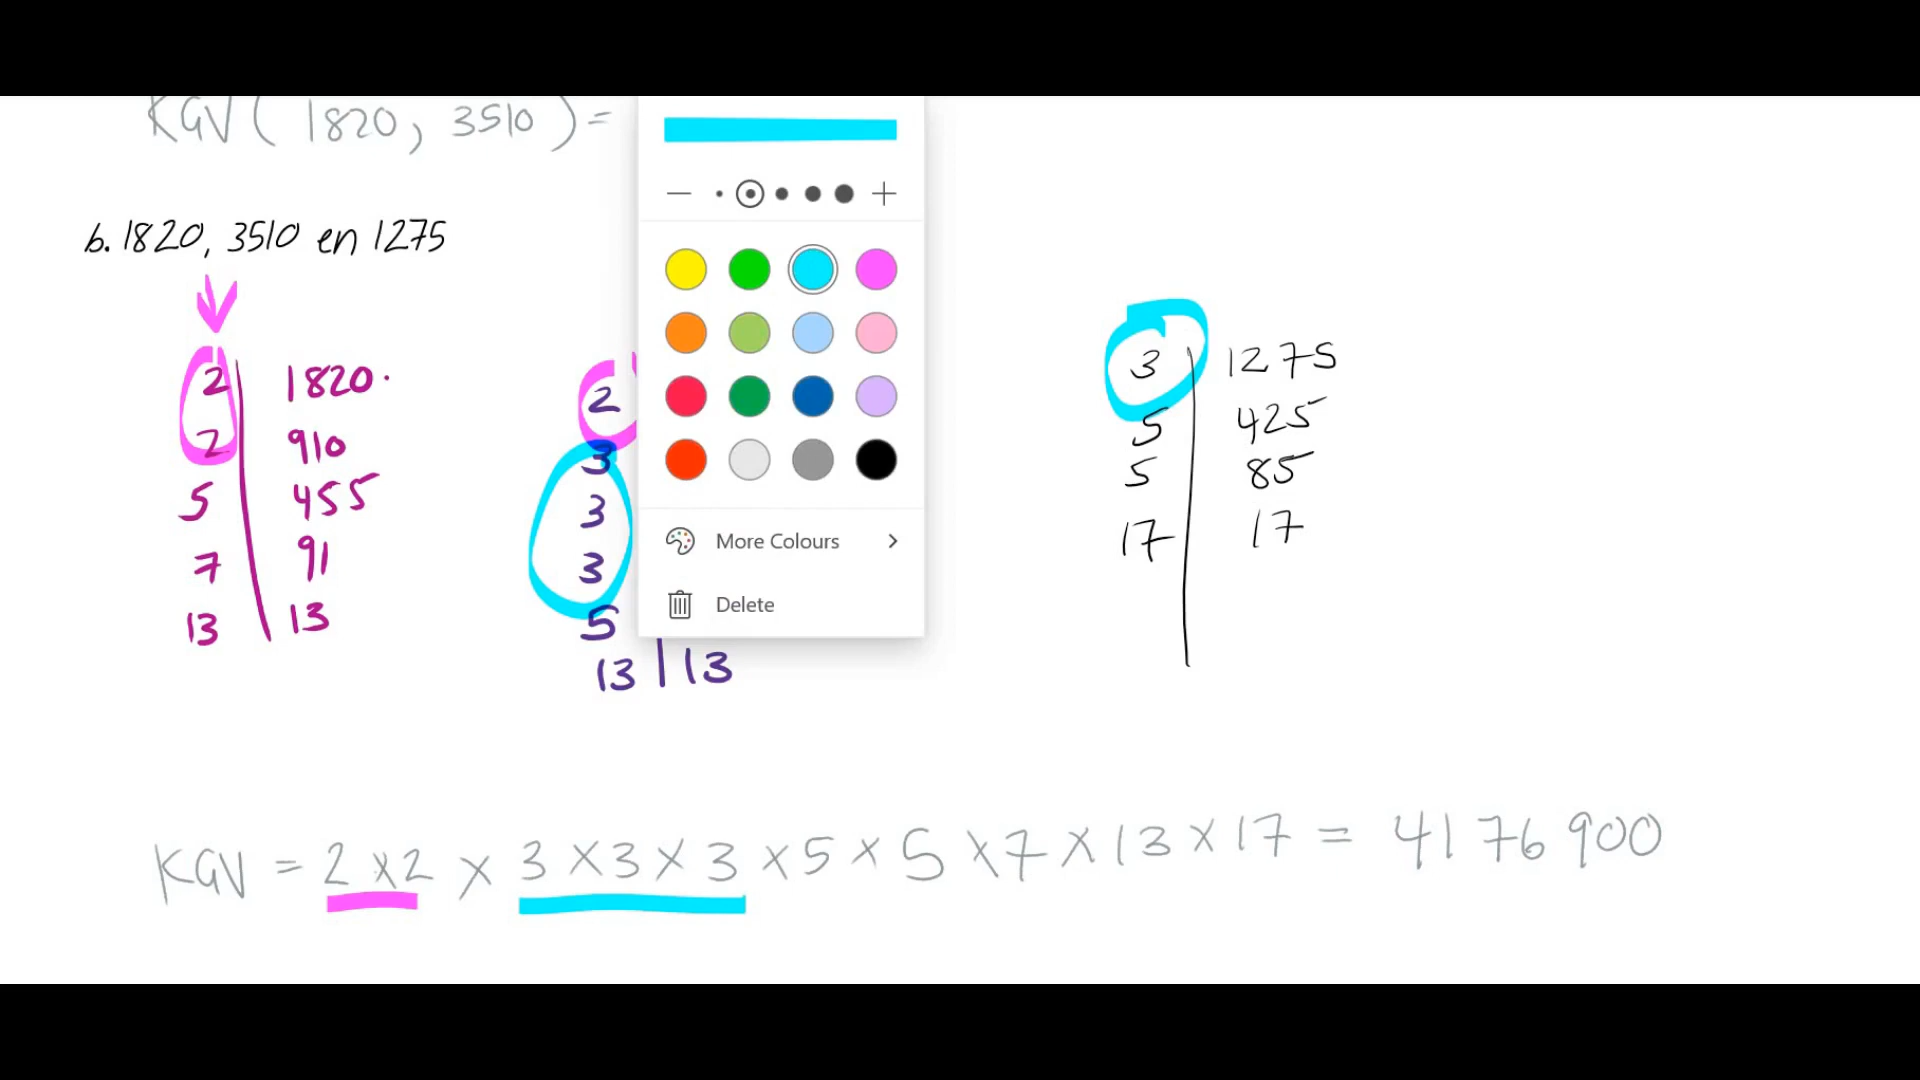 KGV ( 1820, 3510 ) =
b. 1820, 3510 en 1275
2 | 1820 .
2 | 910
5 | 455
7 | 91
13 | 13
2
3
3
3
5
13 | 13
More Colours
Delete
3 | 1275
5 | 425
5 | 85
17 | 17
KGV = 2 x 2 x 3 x 3 x 3 x 5 x 5 x 7 x 13 x 17 = 4176 900